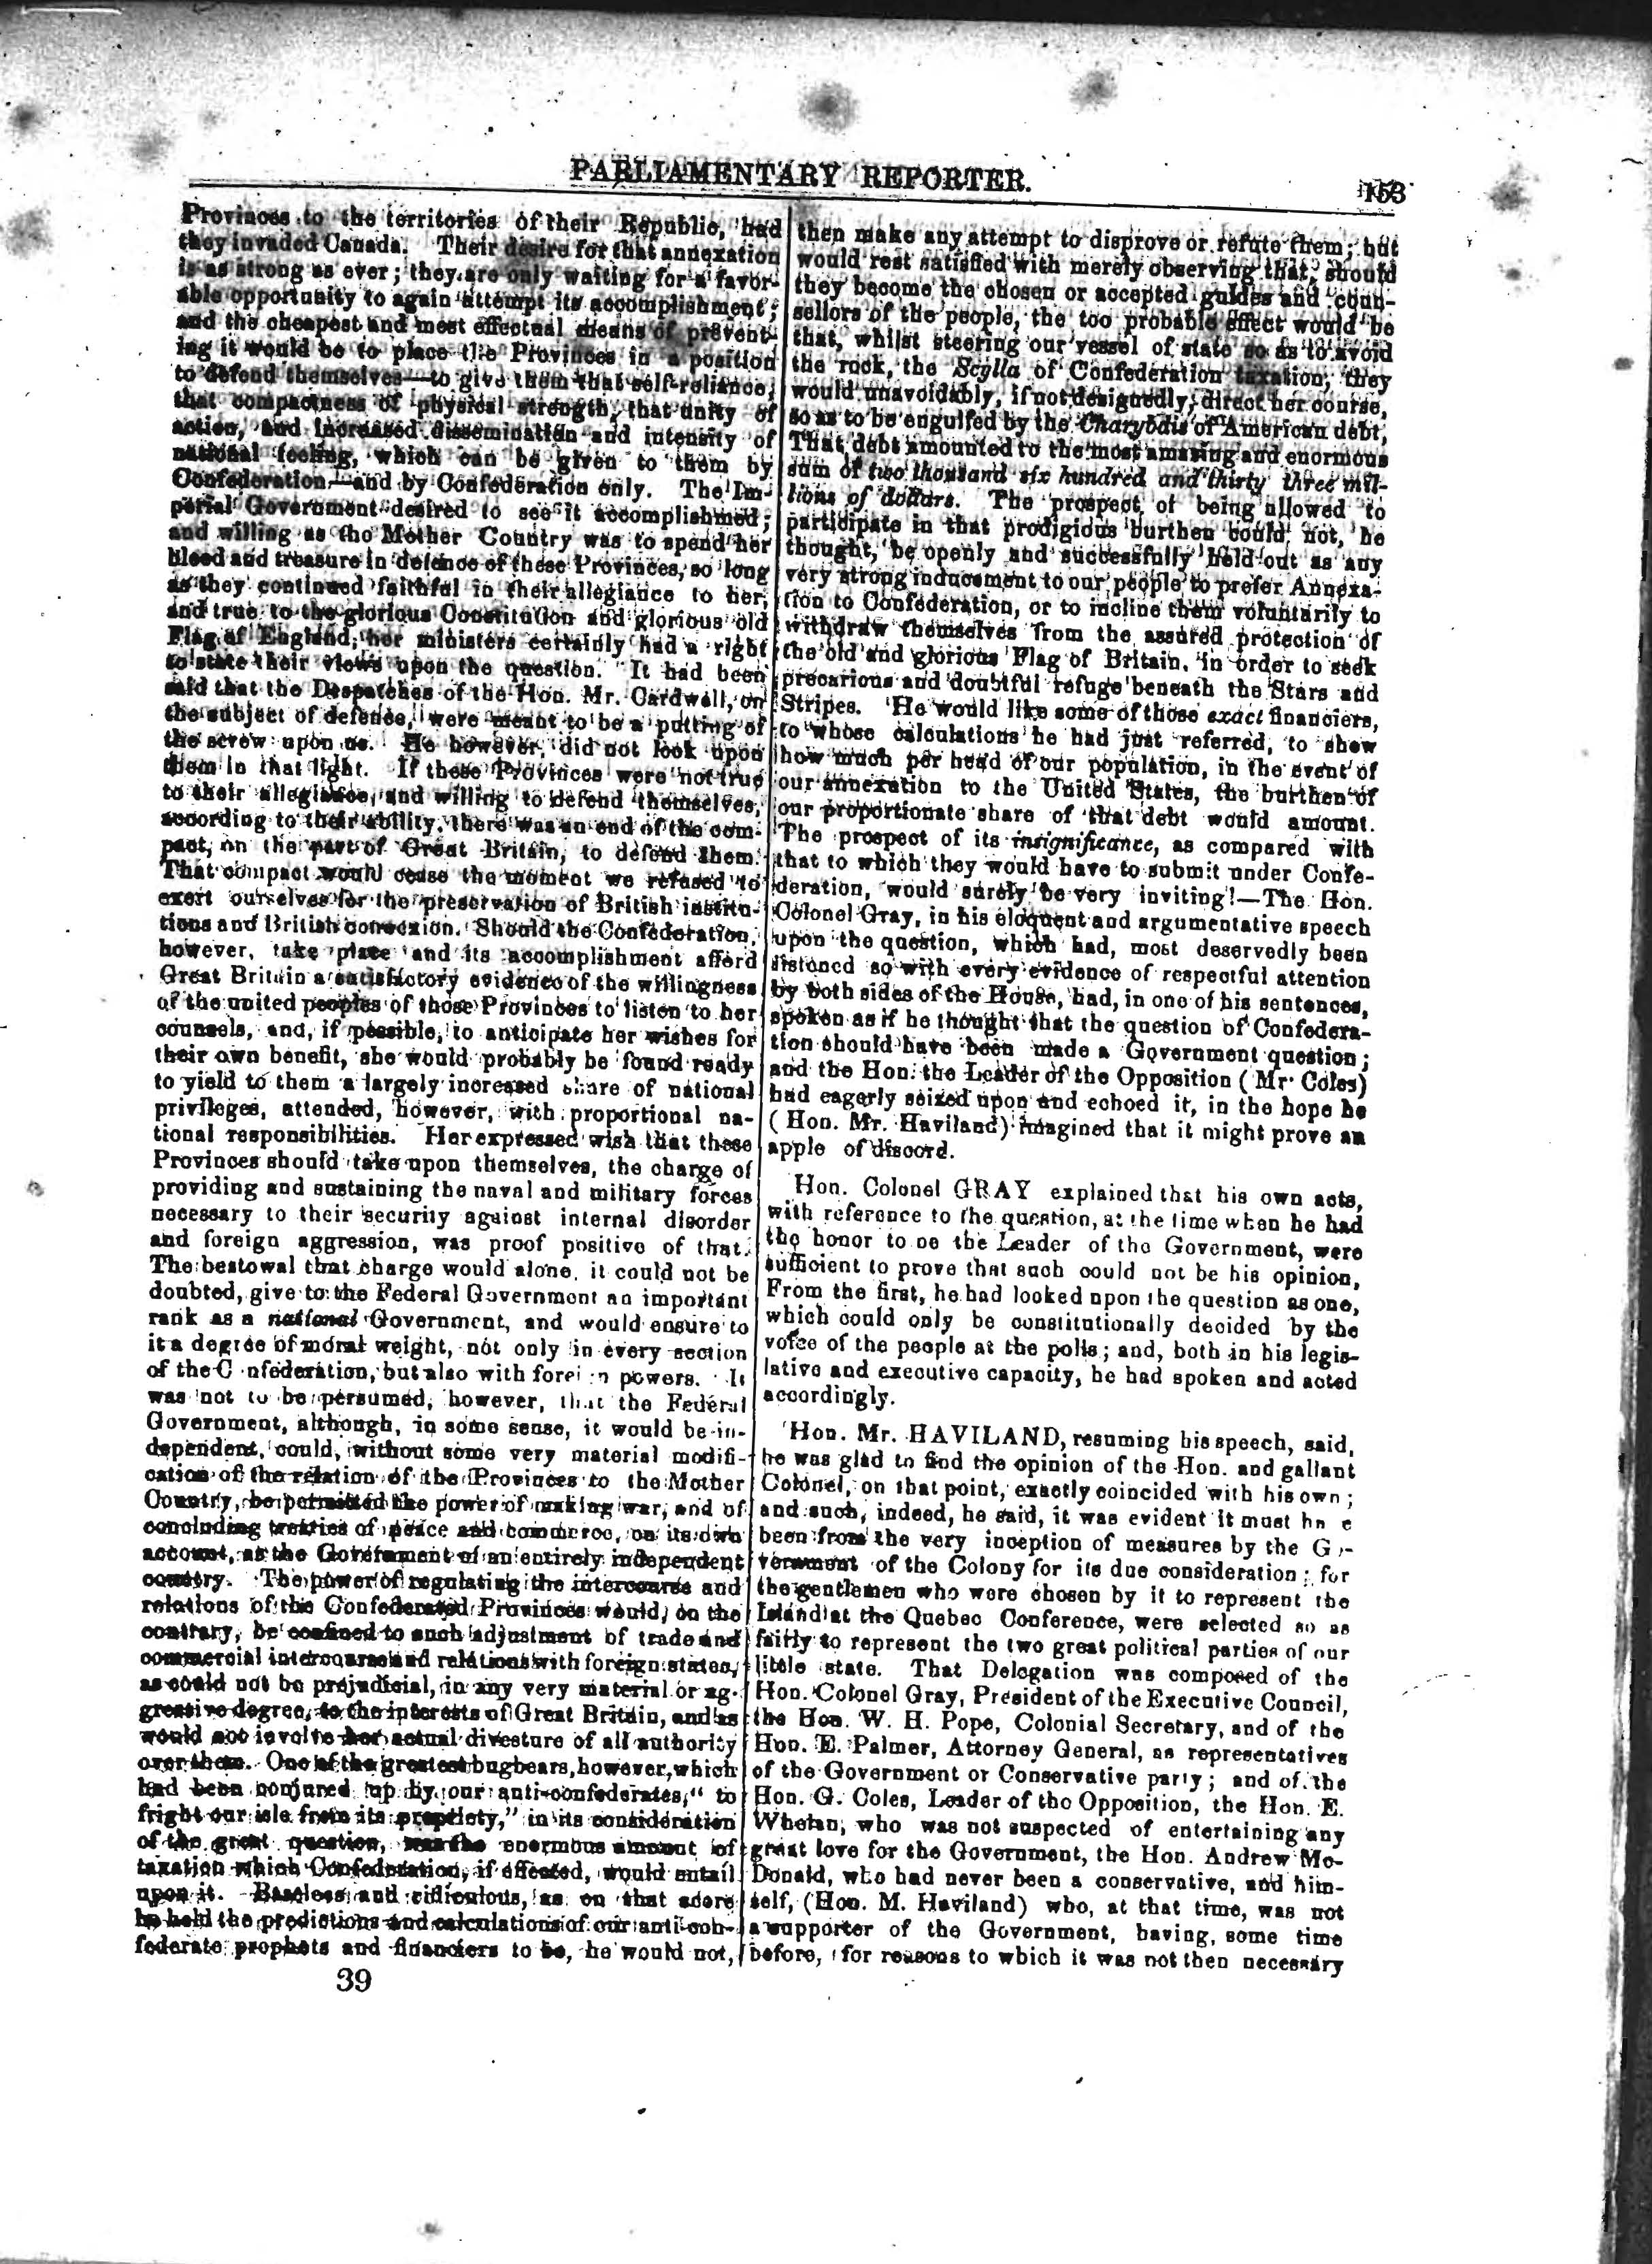 PARLIAMENTARY REPORTER.
153
Provinces to the territories of their Republic, had
they invaded Canada. Their desire for that annexation
is as strong as ever; they are only waiting for a favor-
able opportunity to again attempt its accomplishment;
and the cheapest and most effectual means of prevent-
ing it would be to place the Provinces in a position
to defend themselves—to give them that self-reliance,
that compactness of physical strength, that unity of
action, and increased dissemination and intensity of
national feeling, which can be given to them by
Confederation,—and by Confederation only. The Im-
perial Government desired to see it accomplished;
and willing as the Mother Country was to spend her
blood and treasure in defence of these Provinces, so long
as they continued faithful in their allegiance to her,
and true to the glorious Constitution and glorious old
Flag of England, her ministers certainly had a right
to state their views upon the question. It had been
said that the Despatches of the Hon. Mr. Cardwell, on
the subject of defence, were meant to be a putting of
the screw upon us. He however, did not look upon
them in that light. If these Provinces were not true
to their allegiance, and willing to defend themselves,
according to their ability, there was an end of the com-
pact, on the part of Great Britain, to defend them.
That compact would cease the moment we refused to
exert ourselves for the preservation of British institu-
tions and British connexion. Should the Confederation,
however, take place and its accomplishment afford
Great Britain a satisfactory evidence of the willingness
of the united peoples of those Provinces to listen to her
counsels, and, if possible, to anticipate her wishes for
their own benefit, she would probably be found ready
to yield to them a largely increased share of national
privileges, attended, however, with proportional na-
tional responsibilities. Her expressed wish that these
Provinces should take upon themselves, the charge of
providing and sustaining the naval and military forces
necessary to their security against internal disorder
and foreign aggression, was proof positive of that.
The bestowal that charge would alone, it could not be
doubted, give to the Federal Government an important
rank as a national Government, and would ensure to
it a degree of moral weight, not only in every section
of the C nfederation, but also with forei n powers. It
was not to be persumed, however, that the Federal
Government, although, in some sense, it would be in-
dependent, could, without some very material modifi-
cation of the relation of the Provinces to the Mother
Country, be permitted the power of making war, and of
concluding treaties of peace and commerce, on its own
account, as the Government of an entirely independent
country. The power of regulating the intercourse and
relations of the Confederated Provinces would, on the
contrary, be confined to such adjustment of trade and
commercial intercourse and relations with foreign states,
as could not be prejudicial, in any very material or ag-
gressive degree, to the interests of Great Britain, and as
would not involve her actual divesture of all authority
over them. One of the greatest bugbears, however, which
had been conjured up by our anti-confederates, " to
fright our isle from its propriety," in its consideration
of the great question, was the enormous amount of
taxation which Confederation, if effected, would entail
upon it. Baseless and ridiculous, as on that score
he held the predictions and calculations of our anti-con-
federate prophets and financiers to be, he would not,
39
then make any attempt to disprove or refute them; but
would rest satisfied with merely observing that, should
they become the chosen or accepted guides and coun-
sellors of the people, the too probable effect would be
that, whilst steering our vessel of state so as to avoid
the rock, the Scylla of Confederation taxation, they
would unavoidably, if not designedly, direct her course,
so as to be engulfed by the Charybdis of American debt,
That debt amounted to the most amazing and enormous
sum of two thousand six hundred and thirty three mil-
lions of dollars. The prospect of being allowed to
participate in that prodigious burthen could not, he
thought, be openly and successfully held out as any
very strong inducement to our people to prefer Annexa-
tion to Confederation, or to incline them voluntarily to
withdraw themselves from the assured protection of
the old and glorious Flag of Britain, in order to seek
precarious and doubtful refuge beneath the Stars and
Stripes. He would like some of those exact financiers,
to whose calculations he had just referred, to show
how much per head of our population, in the event of
our annexation to the United States, the burthen of
our proportionate share of that debt would amount.
The prospect of its insignificance, as compared with
that to which they would have to submit under Confe-
deration, would surely be very inviting!—The Hon.
Colonel Gray, in his eloquent and argumentative speech
upon the question, which had, most deservedly been
listened so with every evidence of respectful attention
by both sides of the House, had, in one of his sentences,
spoken as if he thought that the question of Confedera-
tion should have been made a Government question;
and the Hon. the Leader of the Opposition (Mr. Coles)
had eagerly seized upon and echoed it, in the hope he
(Hon. Mr. Haviland) imagined that it might prove an
apple of discord.
Hon. Colonel GRAY explained that his own acts,
with reference to the question, at the time when he had
the honor to be the Leader of the Government, were
sufficient to prove that such could not be his opinion,
From the first, he had looked upon the question as one,
which could only be constitutionally decided by the
voice of the people at the polls; and, both in his legis-
lative and executive capacity, he had spoken and acted
accordingly.
Hon. Mr. HAVILAND, resuming his speech, said,
he was glad to find the opinion of the Hon. and gallant
Colonel, on that point, exactly coincided with his own;
and such, indeed, he said, it was evident it must ha e
been from the very inception of measures by the G -
vernment of the Colony for its due consideration; for
the gentlemen who were chosen by it to represent the
Island at the Quebec Conference, were selected so as
fairly to represent the two great political parties of our
little state. That Delegation was composed of the
Hon. Colonel Gray, President of the Executive Council,
the Hon. W. H. Pope, Colonial Secretary, and of the
Hon. E. Palmer, Attorney General, as representatives
of the Government or Conservative party; and of the
Hon. G. Coles, Leader of the Opposition, the Hon. E.
Whelan, who was not suspected of entertaining any
great love for the Government, the Hon. Andrew Mc-
Donald, who had never been a conservative, and him-
self, (Hon. M. Haviland) who, at that time, was not
a supporter of the Government, having, some time
before, for reasons to which it was not then necessary